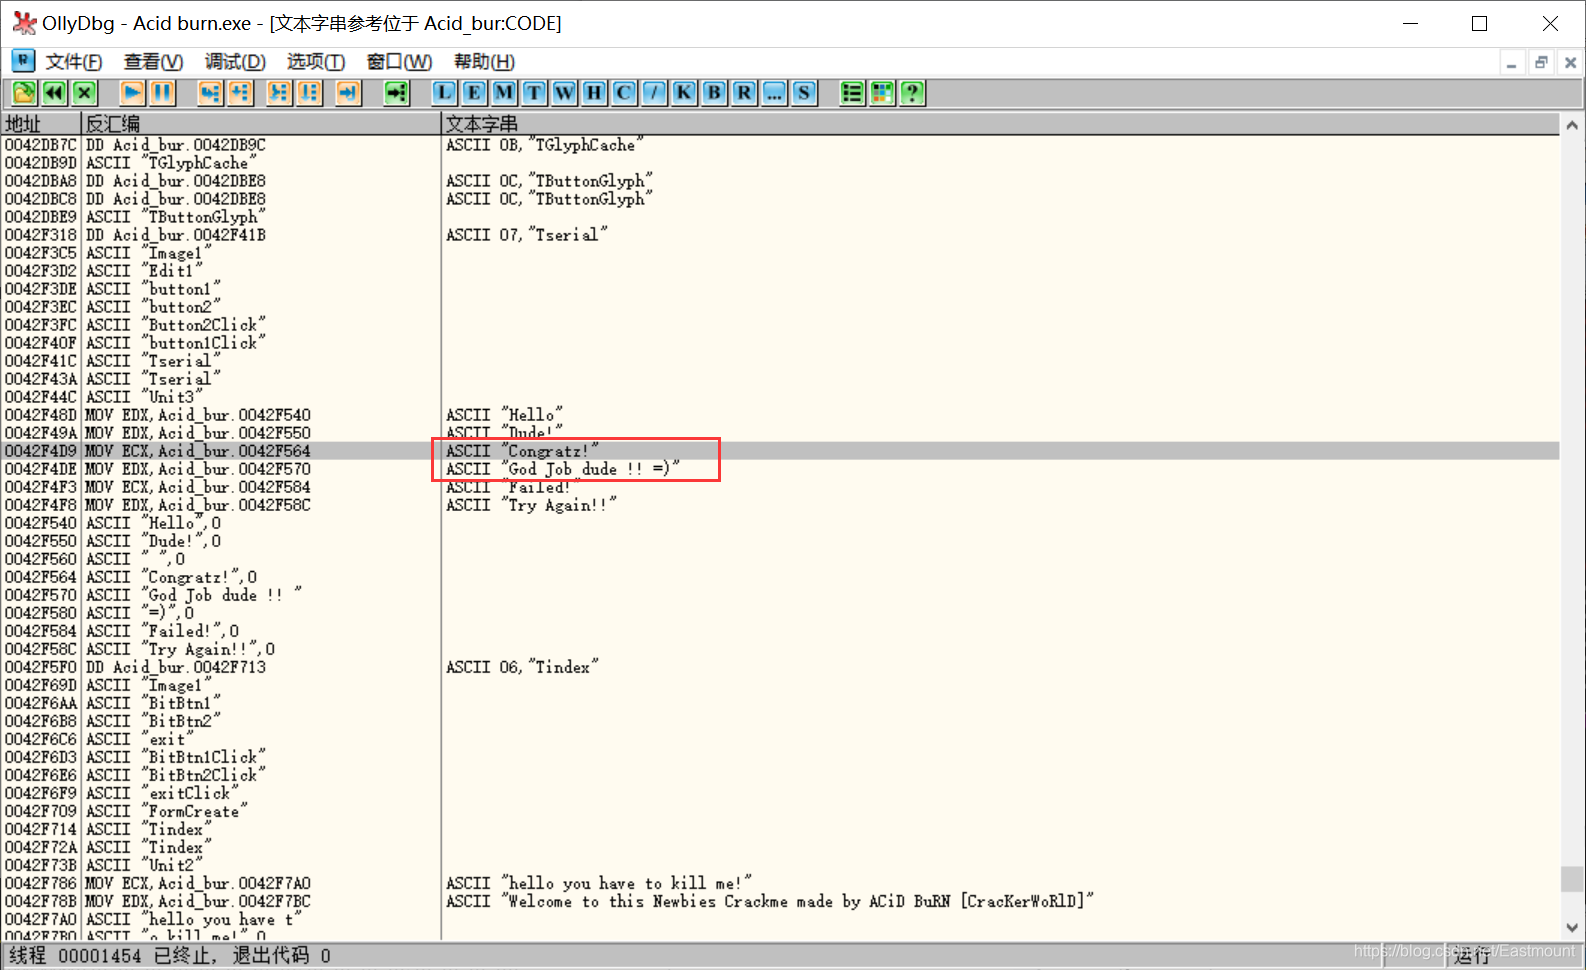 OllyDbg - Acid burn.exe - [文本字串参考位于 Acid_bur:CODE]
文件(F) 查看(V) 调试(D) 选项(T) 窗口(W) 帮助(H)
L E M T W H C / K B R ... S ?
地址 反汇编 文本字串
0042DB7C DD Acid_bur.0042DB9C ASCII 0B,"TGlyphCache"
0042DB9D ASCII "TGlyphCache"
0042DBA8 DD Acid_bur.0042DBE8 ASCII 0C,"TButtonGlyph"
0042DBC8 DD Acid_bur.0042DBE8 ASCII 0C,"TButtonGlyph"
0042DBE9 ASCII "TButtonGlyph"
0042F318 DD Acid_bur.0042F41B ASCII 07,"Tserial"
0042F3C5 ASCII "Image1"
0042F3D2 ASCII "Edit1"
0042F3DE ASCII "button1"
0042F3EC ASCII "button2"
0042F3FC ASCII "Button2Click"
0042F40F ASCII "button1Click"
0042F41C ASCII "Tserial"
0042F43A ASCII "Tserial"
0042F44C ASCII "Unit3"
0042F48D MOV EDX,Acid_bur.0042F540 ASCII "Hello"
0042F49A MOV EDX,Acid_bur.0042F550 ASCII "Dude!"
0042F4D9 MOV ECX,Acid_bur.0042F564 ASCII "Congratz!"
0042F4DE MOV EDX,Acid_bur.0042F570 ASCII "God Job dude !! =)"
0042F4F3 MOV ECX,Acid_bur.0042F584 ASCII "Failed!"
0042F4F8 MOV EDX,Acid_bur.0042F58C ASCII "Try Again!!"
0042F540 ASCII "Hello",0
0042F550 ASCII "Dude!",0
0042F560 ASCII " ",0
0042F564 ASCII "Congratz!",0
0042F570 ASCII "God Job dude !! "
0042F580 ASCII "=)",0
0042F584 ASCII "Failed!",0
0042F58C ASCII "Try Again!!",0
0042F5F0 DD Acid_bur.0042F713 ASCII 06,"Tindex"
0042F69D ASCII "Image1"
0042F6AA ASCII "BitBtn1"
0042F6B8 ASCII "BitBtn2"
0042F6C6 ASCII "exit"
0042F6D3 ASCII "BitBtn1Click"
0042F6E6 ASCII "BitBtn2Click"
0042F6F9 ASCII "exitClick"
0042F709 ASCII "FormCreate"
0042F714 ASCII "Tindex"
0042F72A ASCII "Tindex"
0042F73B ASCII "Unit2"
0042F786 MOV ECX,Acid_bur.0042F7A0 ASCII "hello you have to kill me!"
0042F78B MOV EDX,Acid_bur.0042F7BC ASCII "Welcome to this Newbies Crackme made by ACiD BuRN [CracKerWoRlD]"
0042F7A0 ASCII "hello you have t"
0042F7B0 ASCII "o kill me!",0
线程 00001454 已终止, 退出代码 0 运行
https://blog.csdn.net/Eastmount